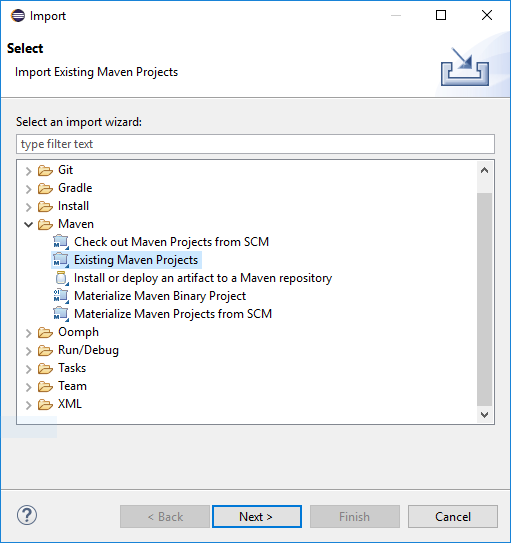 Import
Select
Import Existing Maven Projects
Select an import wizard:
type filter text
Git
Gradle
Install
Maven
Check out Maven Projects from SCM
Existing Maven Projects
Install or deploy an artifact to a Maven repository
Materialize Maven Binary Project
Materialize Maven Projects from SCM
Oomph
Run/Debug
Tasks
Team
XML
? < Back Next > Finish Cancel